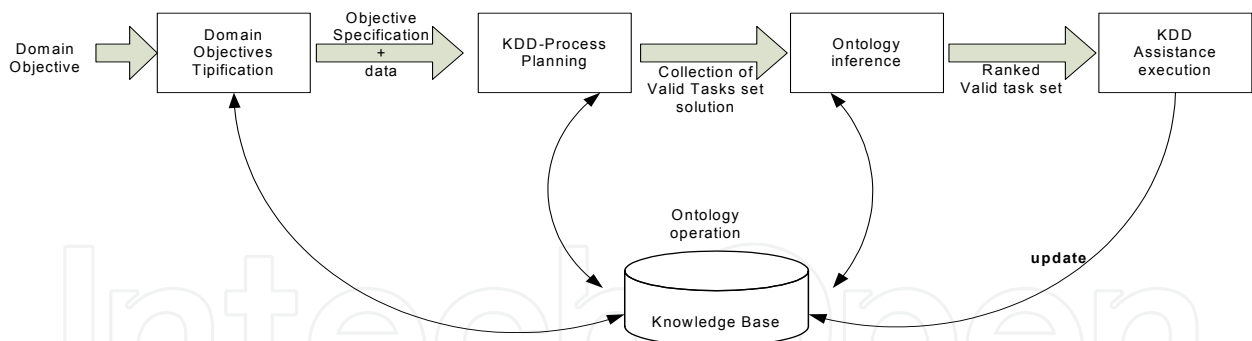 Domain
Objective
Domain
Objectives
Tipification
Objective
Specification
+
data
KDD-Process
Planning
Collection of
Valid Tasks set
solution
Ontology
inference
Ranked
Valid task set
KDD
Assistance
execution
Ontology
operation
update
Knowledge Base
IntechOpen